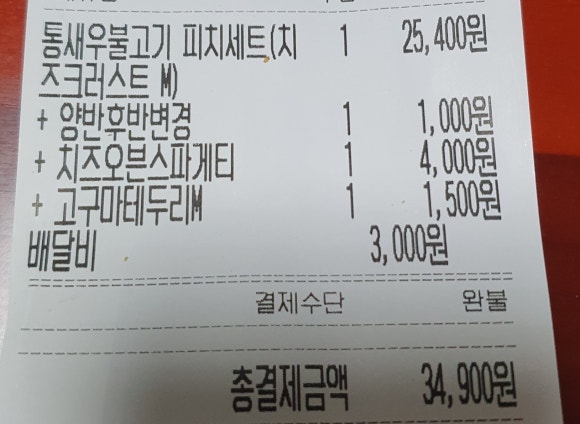 통새우불고기 피치세트(치 1 25,400원
즈크러스트 M)
+ 양반후반변경 1 1,000원
+ 치즈오븐스파게티 1 4,000원
+ 고구마테두리M 1 1,500원
배달비 3,000원
결제수단 완불
총결제금액 34,900원